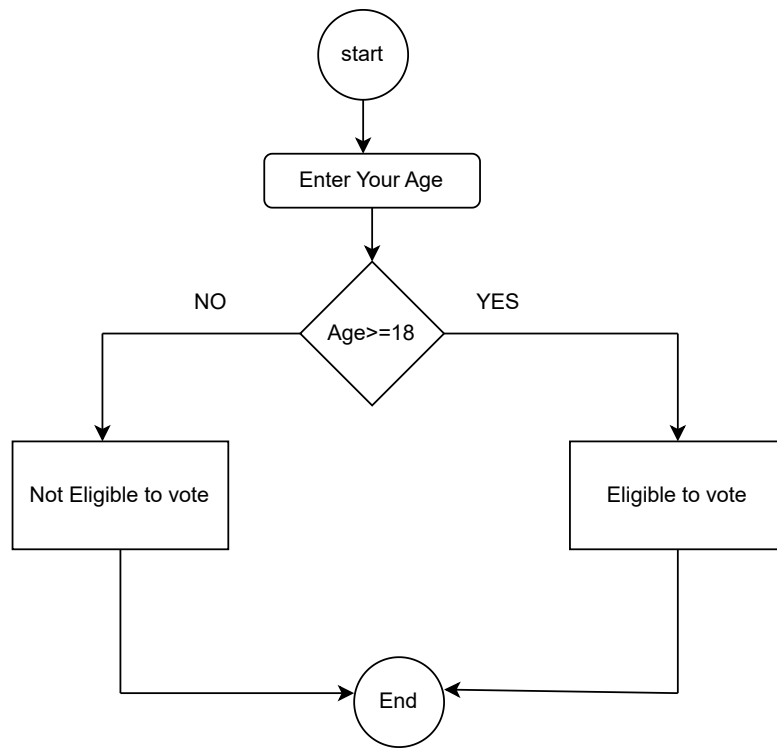 start
Enter Your Age
NO
YES
Age>=18
Not Eligible to vote
Eligible to vote
End